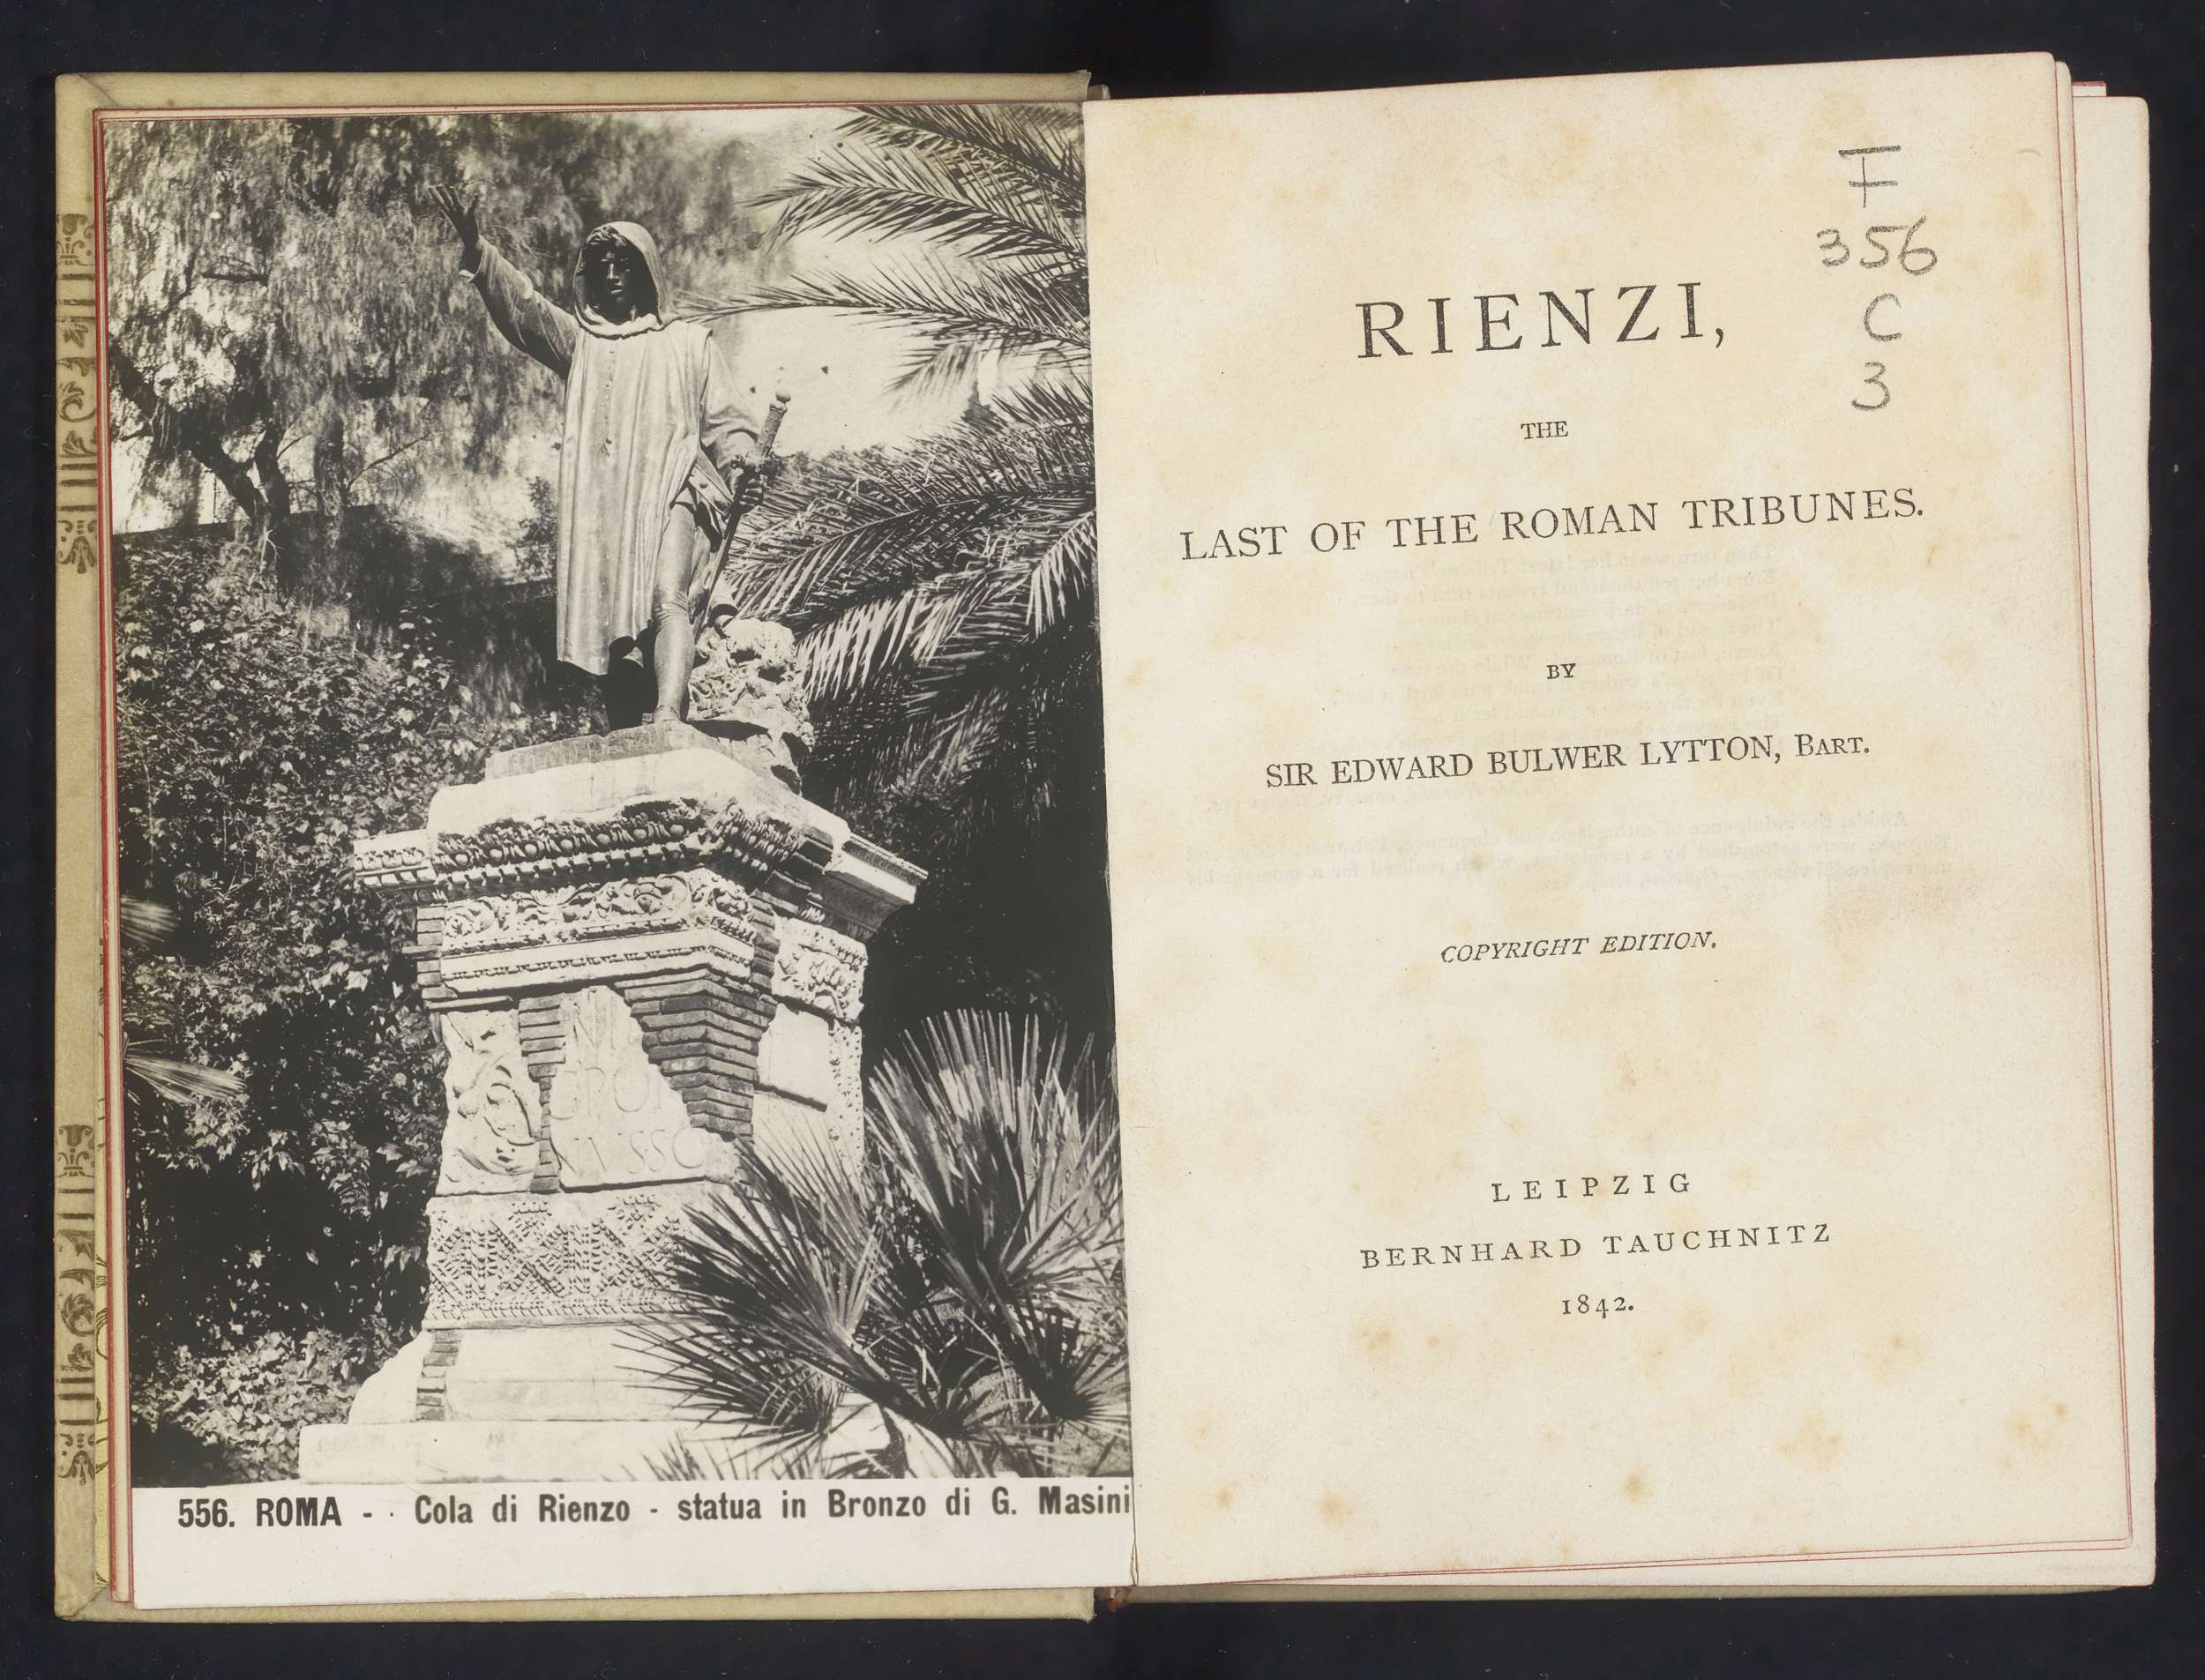 556. ROMA - - Cola di Rienzo - statua in Bronzo di G. Masini
F
356
C
3
RIENZI,
THE
LAST OF THE ROMAN TRIBUNES.
BY
SIR EDWARD BULWER LYTTON, BART.
COPYRIGHT EDITION.
LEIPZIG
BERNHARD TAUCHNITZ
1842.